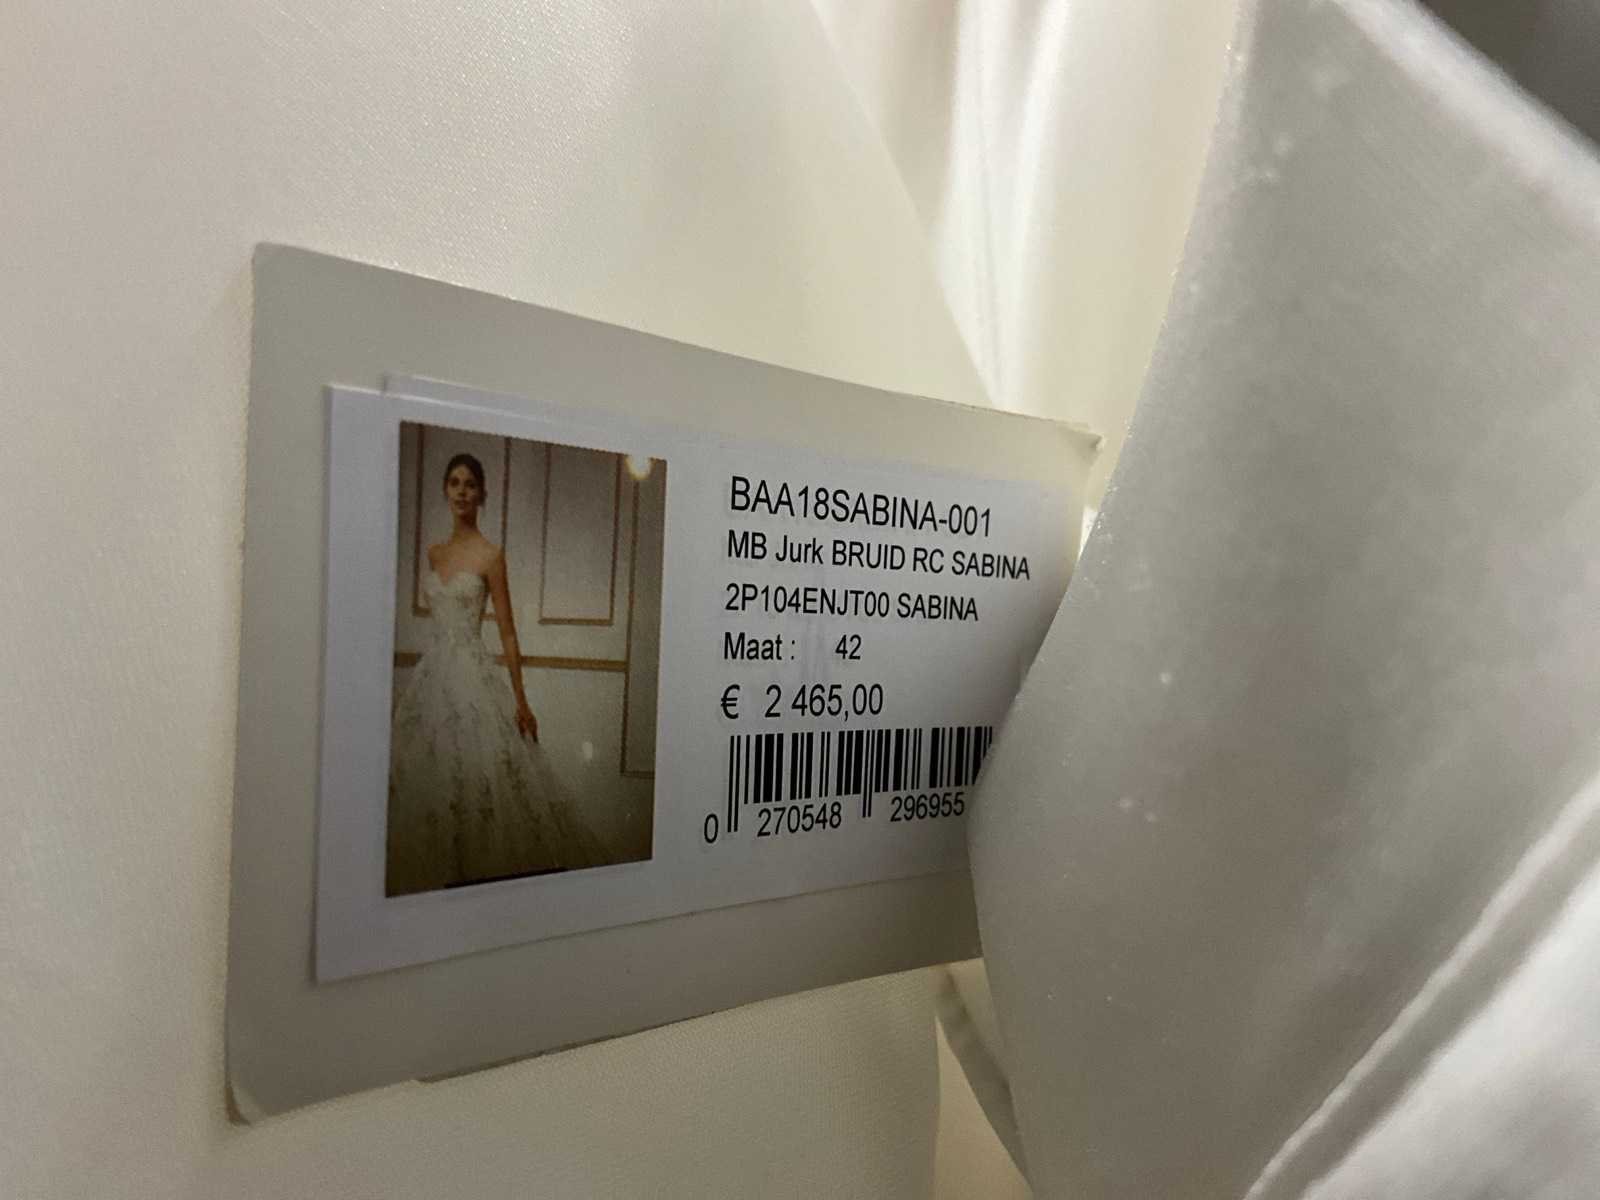 BAA18SABINA-001
MB Jurk BRUID RC SABINA
2P104ENJT00 SABINA
Maat : 42
€ 2 465,00
0 270548 296955